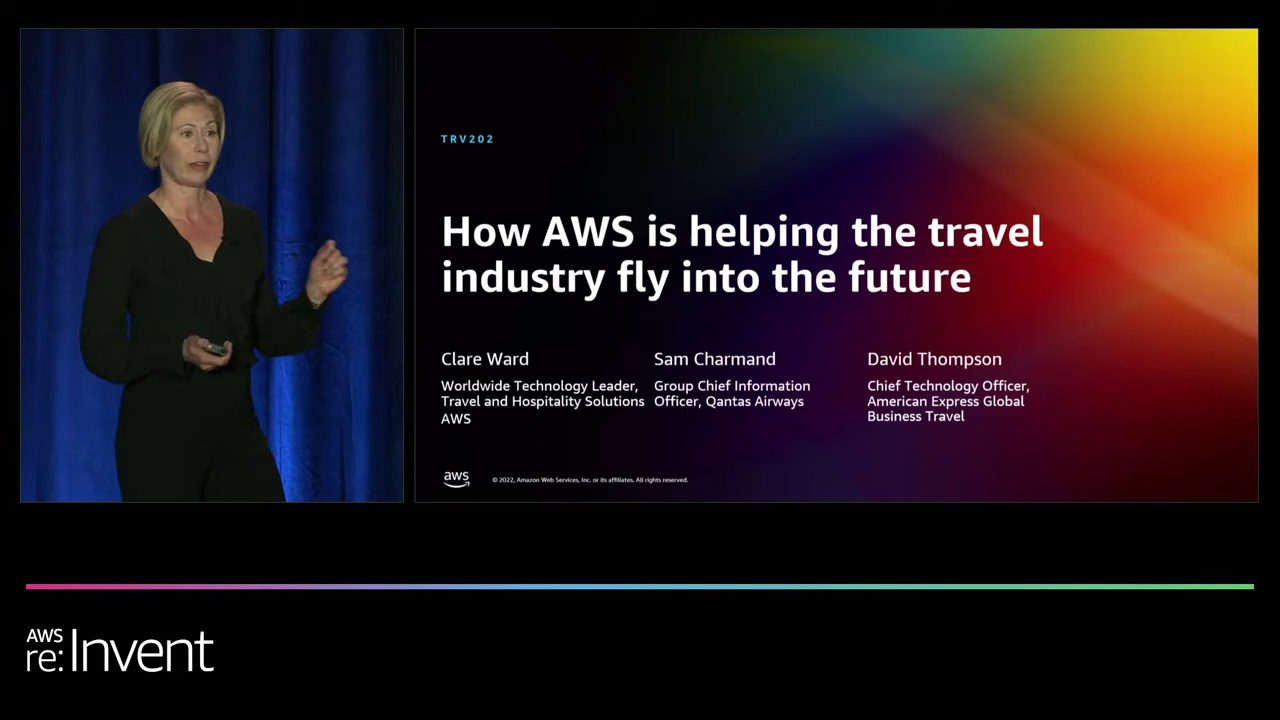 TRV202
How AWS is helping the travel
industry fly into the future
Clare Ward
Worldwide Technology Leader,
Travel and Hospitality Solutions
AWS
Sam Charmand
Group Chief Information
Officer, Qantas Airways
David Thompson
Chief Technology Officer,
American Express Global
Business Travel
aws
© 2022, Amazon Web Services, Inc. or its affiliates. All rights reserved.
AWS
re:Invent